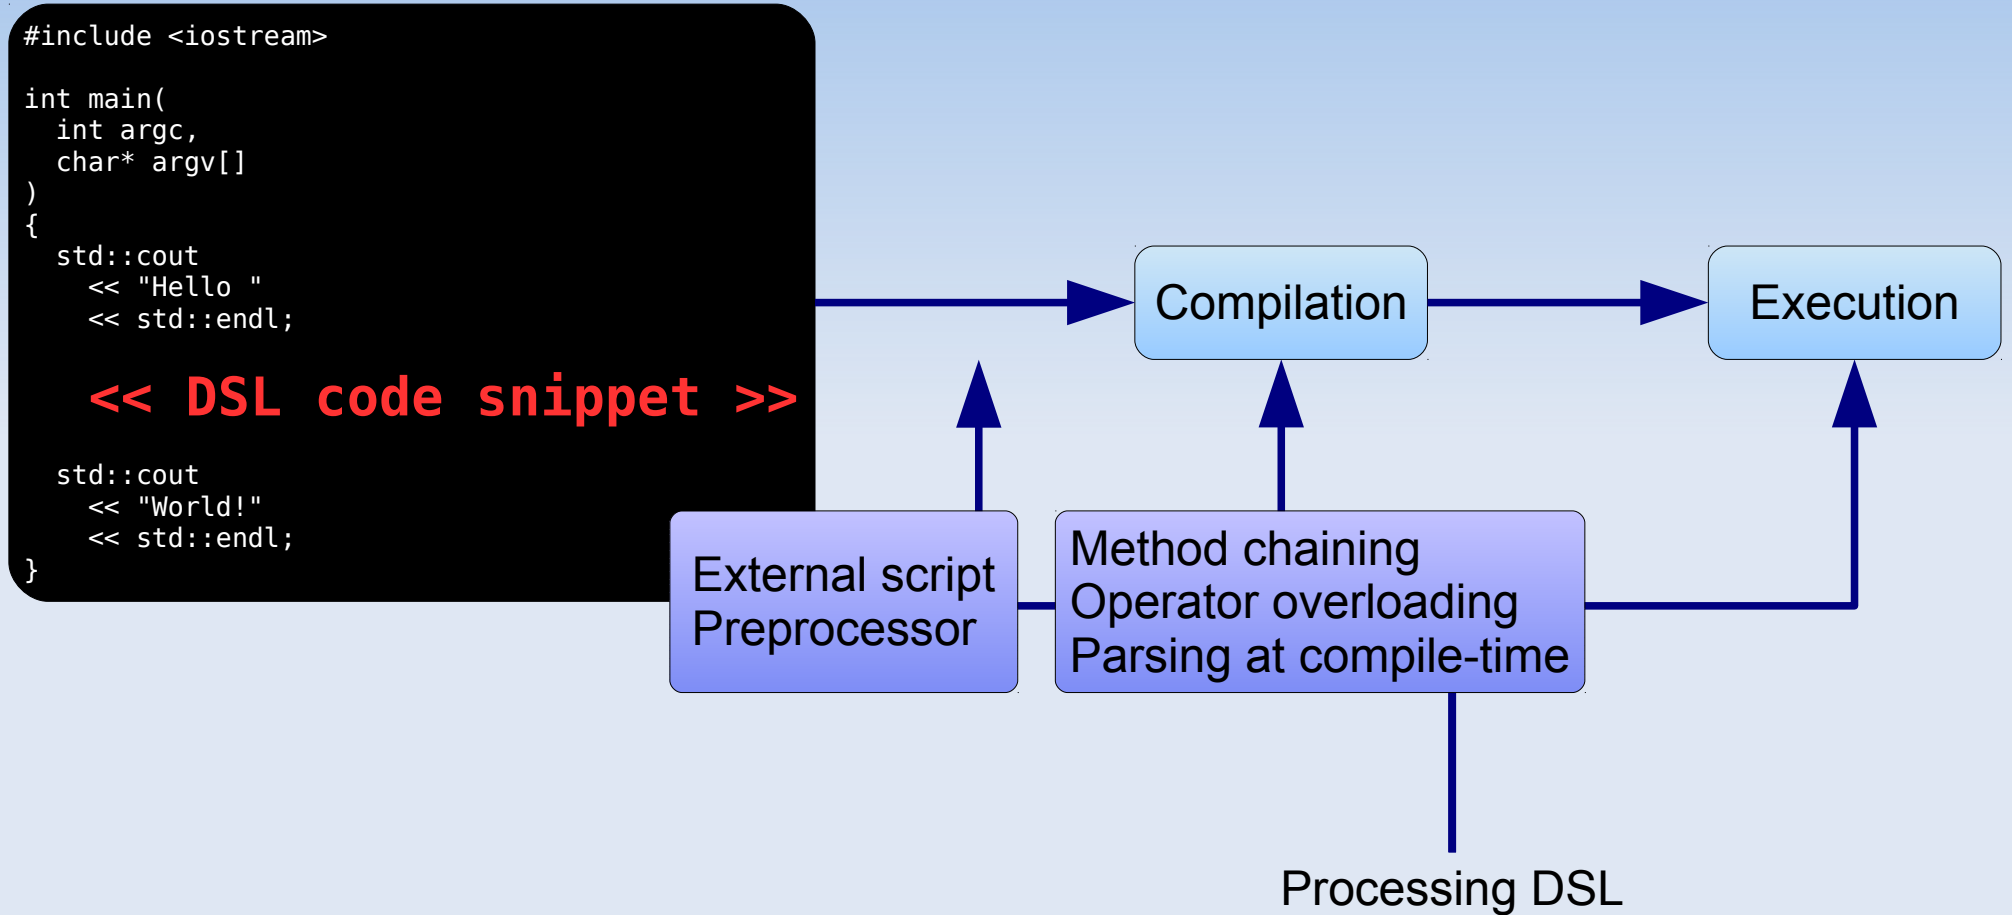 #include <iostream>
int main(
int argc,
char* argv[]
)
{
std::cout
<< "Hello "
<< std::endl;
<< DSL code snippet >>
std::cout
<< "World!"
<< std::endl;
}
Compilation
Execution
External script
Preprocessor
Method chaining
Operator overloading
Parsing at compile-time
Processing DSL